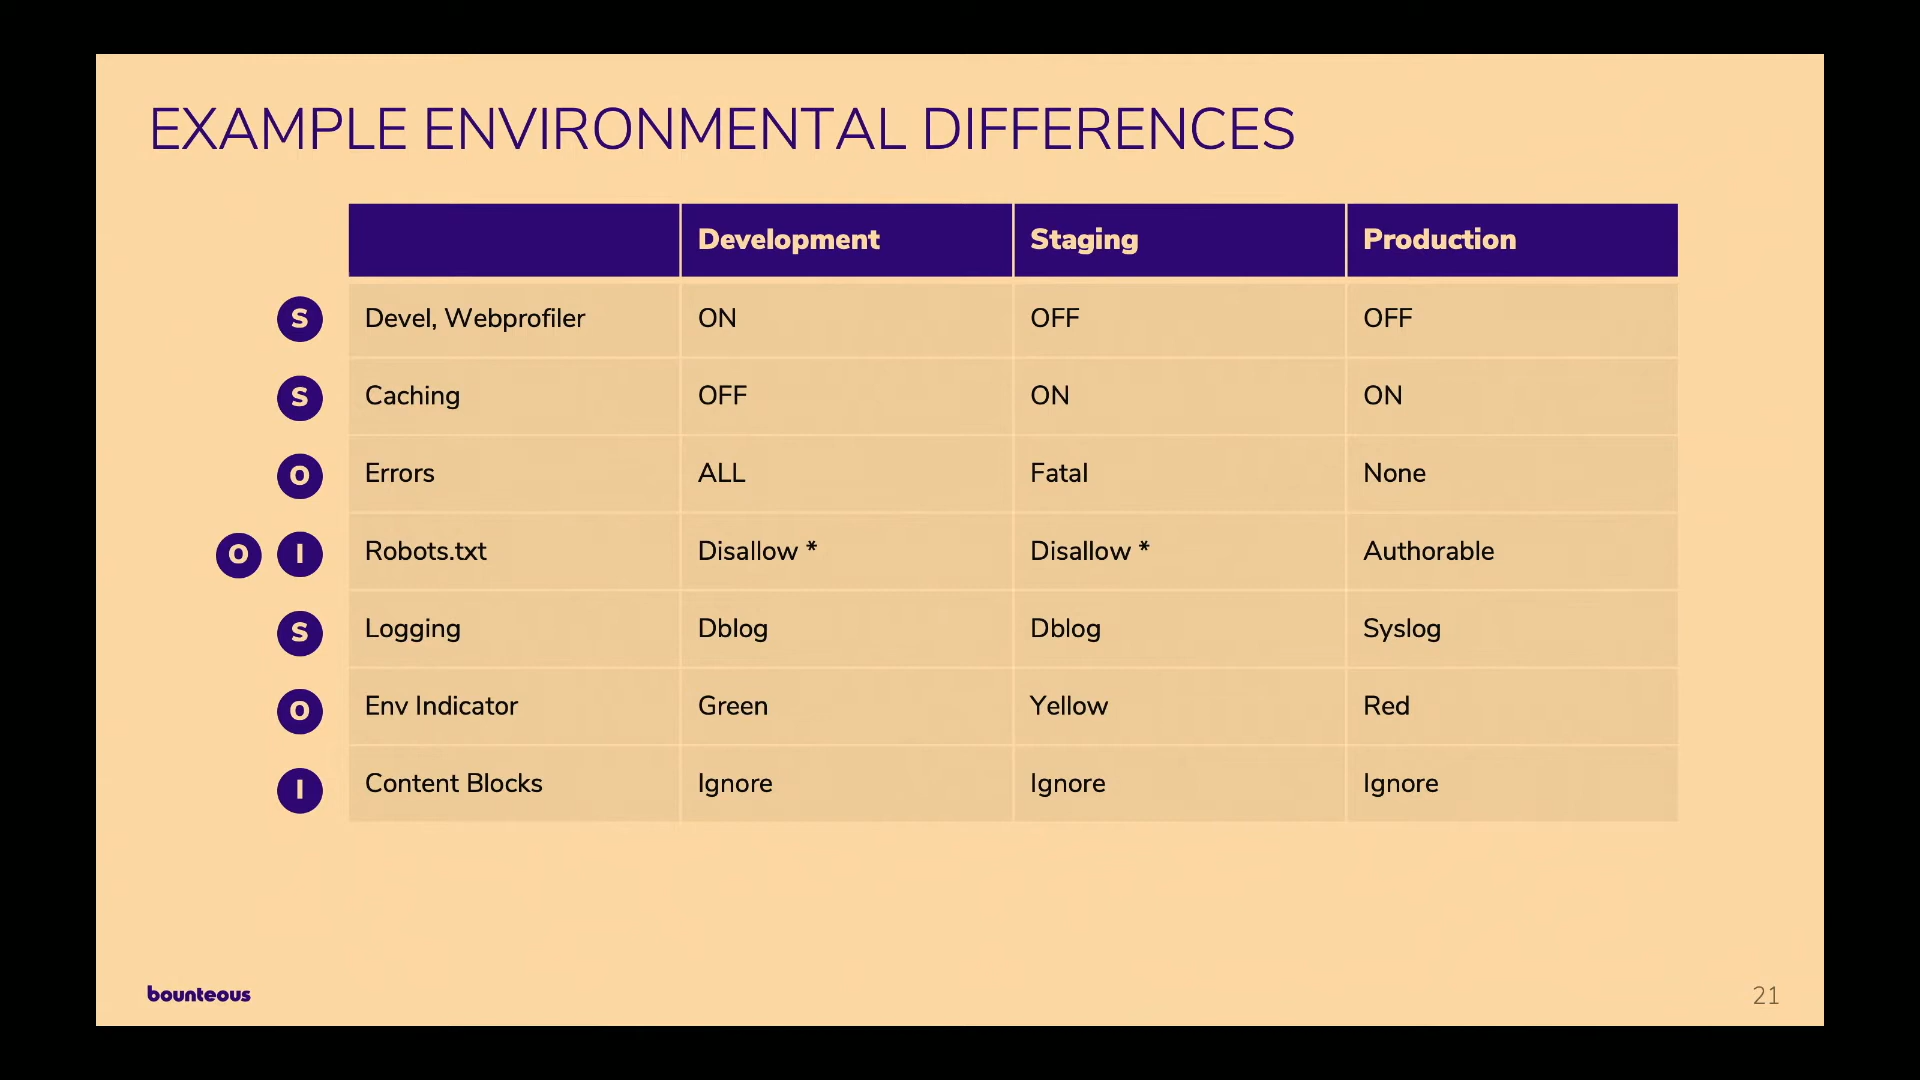 EXAMPLE ENVIRONMENTAL DIFFERENCES
Development Staging Production
S Devel, Webprofiler ON OFF OFF
S Caching OFF ON ON
O Errors ALL Fatal None
O I Robots.txt Disallow * Disallow * Authorable
S Logging Dblog Dblog Syslog
O Env Indicator Green Yellow Red
I Content Blocks Ignore Ignore Ignore
bounteous 21